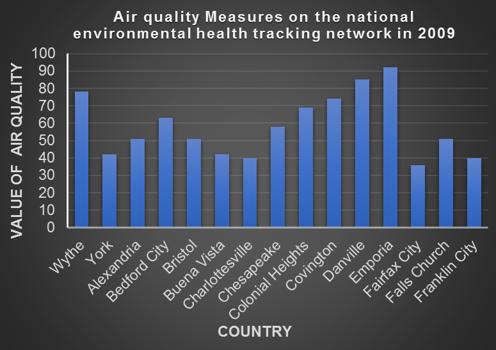 Air quality Measures on the national
environmental health tracking network in 2009
VALUE OF AIR QUALITY
100
90
80
70
60
50
40
30
20
10
0
Wythe
York
Alexandria
Bedford City
Bristol
Buena Vista
Charlottesville
Chesapeake
Colonial Heights
Covington
Danville
Emporia
Fairfax City
Falls Church
Franklin City
COUNTRY